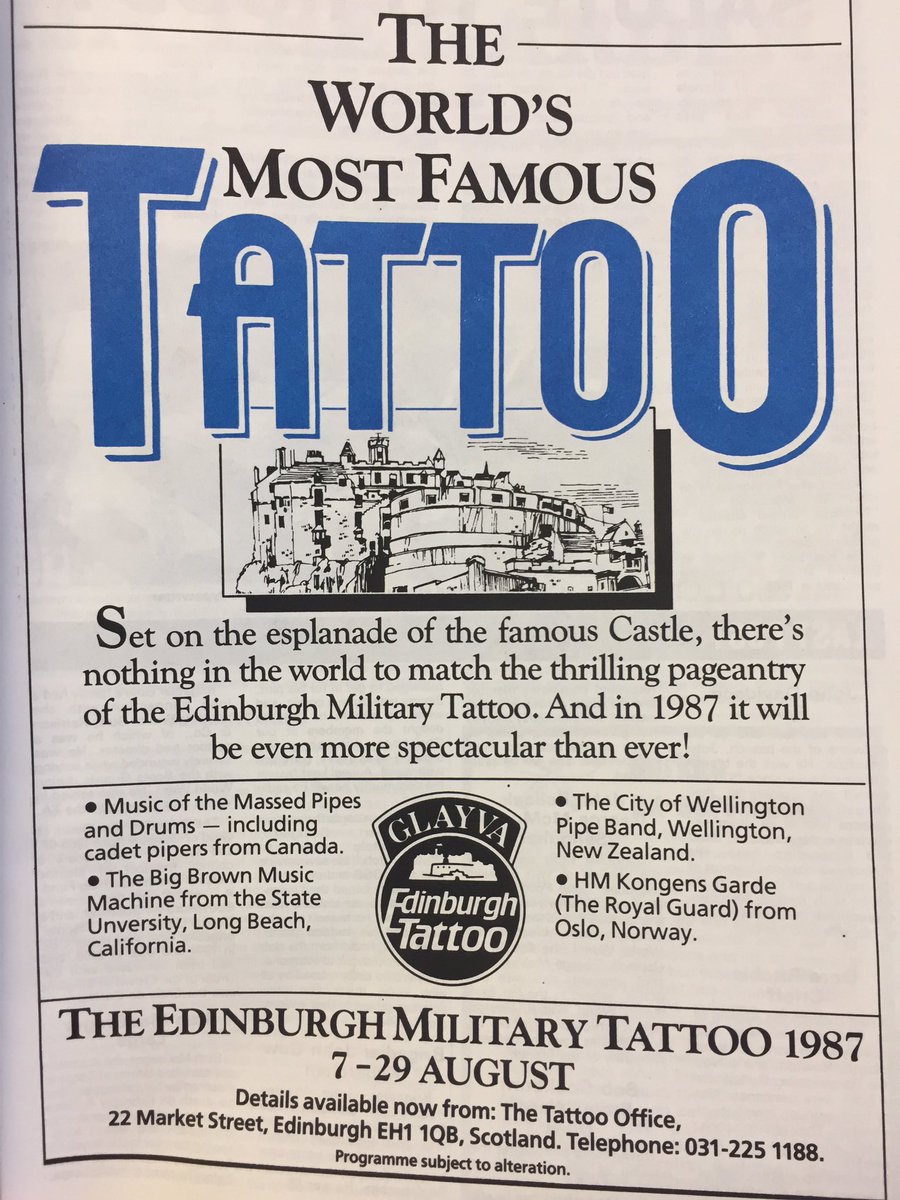 THE
WORLD'S
MOST FAMOUS
TATTOO
Set on the esplanade of the famous Castle, there's
nothing in the world to match the thrilling pageantry
of the Edinburgh Military Tattoo. And in 1987 it will
be even more spectacular than ever!
• Music of the Massed Pipes
and Drums — including
cadet pipers from Canada.
• The Big Brown Music
Machine from the State
Unversity, Long Beach,
California.
GLAYVA
Edinburgh
Tattoo
• The City of Wellington
Pipe Band, Wellington,
New Zealand.
• HM Kongens Garde
(The Royal Guard) from
Oslo, Norway.
THE EDINBURGH MILITARY TATTOO 1987
7–29 AUGUST
Details available now from: The Tattoo Office,
22 Market Street, Edinburgh EH1 1QB, Scotland. Telephone: 031-225 1188.
Programme subject to alteration.